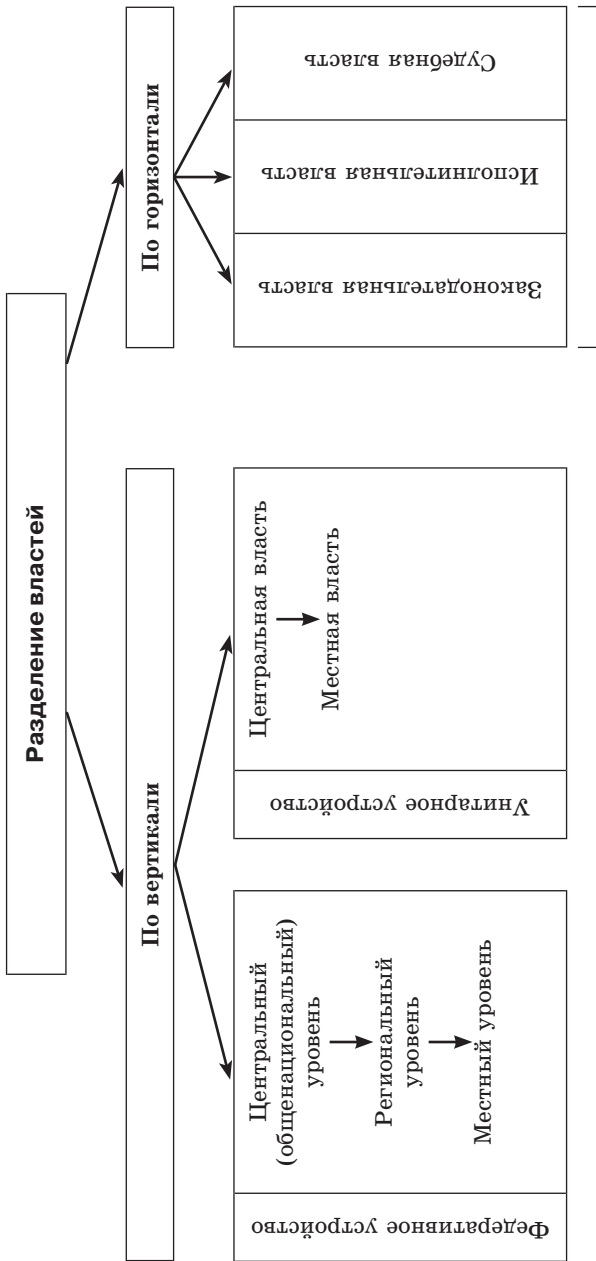 Разделение властей
По вертикали
По горизонтали
Федеративное устройство
Центральный
(общенациональный)
уровень
Региональный
уровень
Местный уровень
Унитарное устройство
Центральная власть
Местная власть
Законодательная власть
Исполнительная власть
Судебная власть